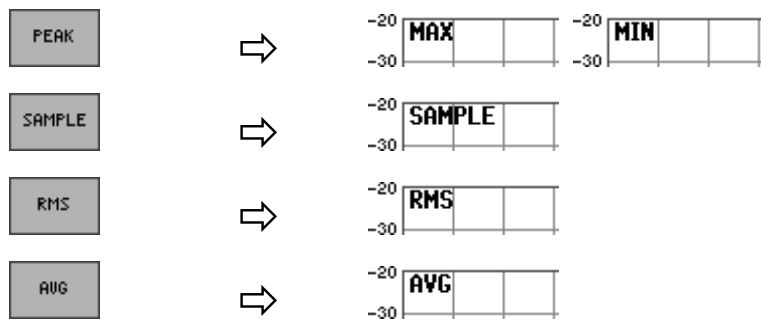 PEAK
-20 MAX
-30
-20 MIN
-30
SAMPLE
-20 SAMPLE
-30
RMS
-20 RMS
-30
AVG
-20 AVG
-30